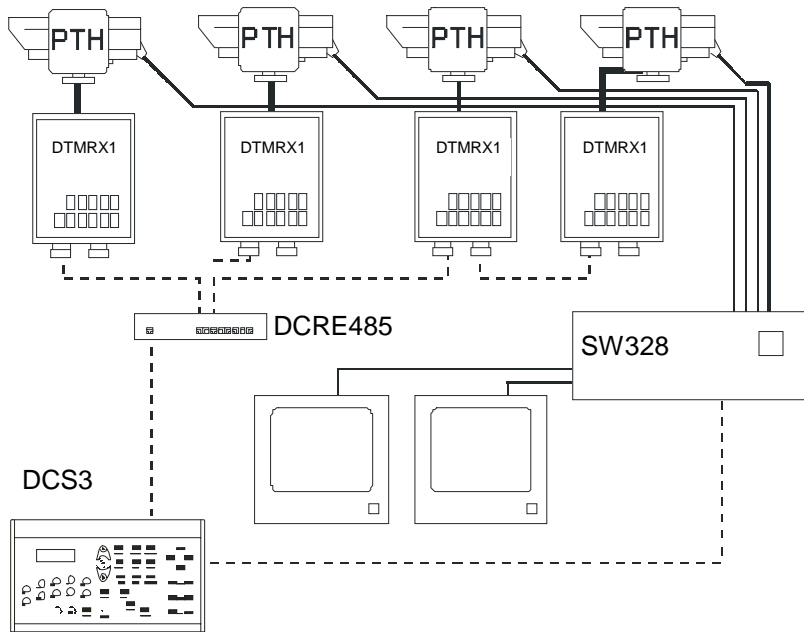 PTH
PTH
PTH
PTH
DTMRX1
DTMRX1
DTMRX1
DTMRX1
DCRE485
SW328
DCS3